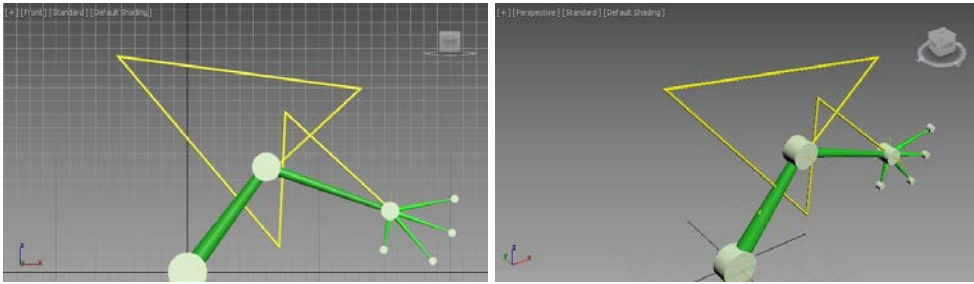 [+][Front][Standard][Default Shading]
[+][Perspective][Standard][Default Shading]
z
x
z
y
x